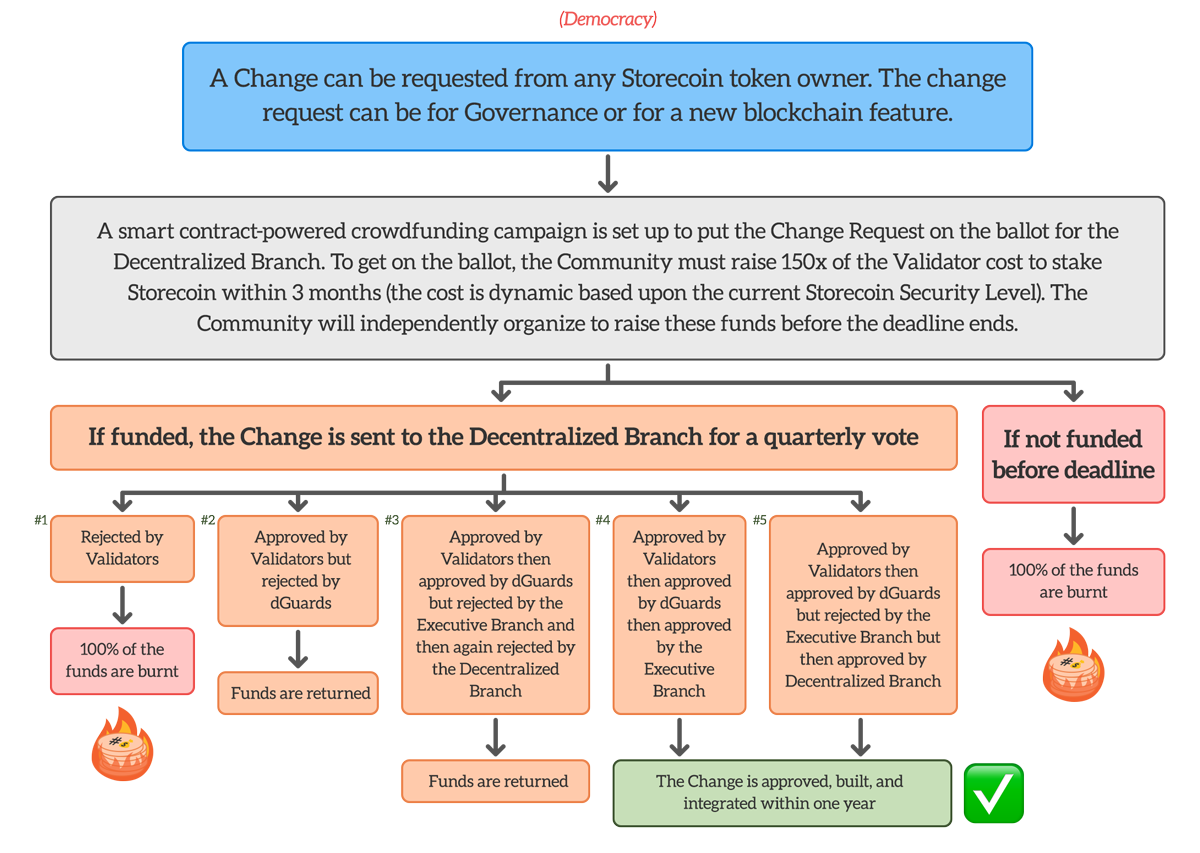 (Democracy)
A Change can be requested from any Storecoin token owner. The change
request can be for Governance or for a new blockchain feature.
A smart contract-powered crowdfunding campaign is set up to put the Change Request on the ballot for the
Decentralized Branch. To get on the ballot, the Community must raise 150x of the Validator cost to stake
Storecoin within 3 months (the cost is dynamic based upon the current Storecoin Security Level). The
Community will independently organize to raise these funds before the deadline ends.
If funded, the Change is sent to the Decentralized Branch for a quarterly vote
If not funded
before deadline
#1
Rejected by
Validators
100% of the
funds are burnt
#2
Approved by
Validators but
rejected by
dGuards
Funds are returned
#3
Approved by
Validators then
approved by dGuards
but rejected by the
Executive Branch and
then again rejected by
the Decentralized
Branch
Funds are returned
#4
Approved by
Validators
then approved
by dGuards
then approved
by the
Executive
Branch
#5
Approved by
Validators then
approved by dGuards
but rejected by the
Executive Branch but
then approved by
Decentralized Branch
The Change is approved, built, and
integrated within one year
100% of the funds
are burnt